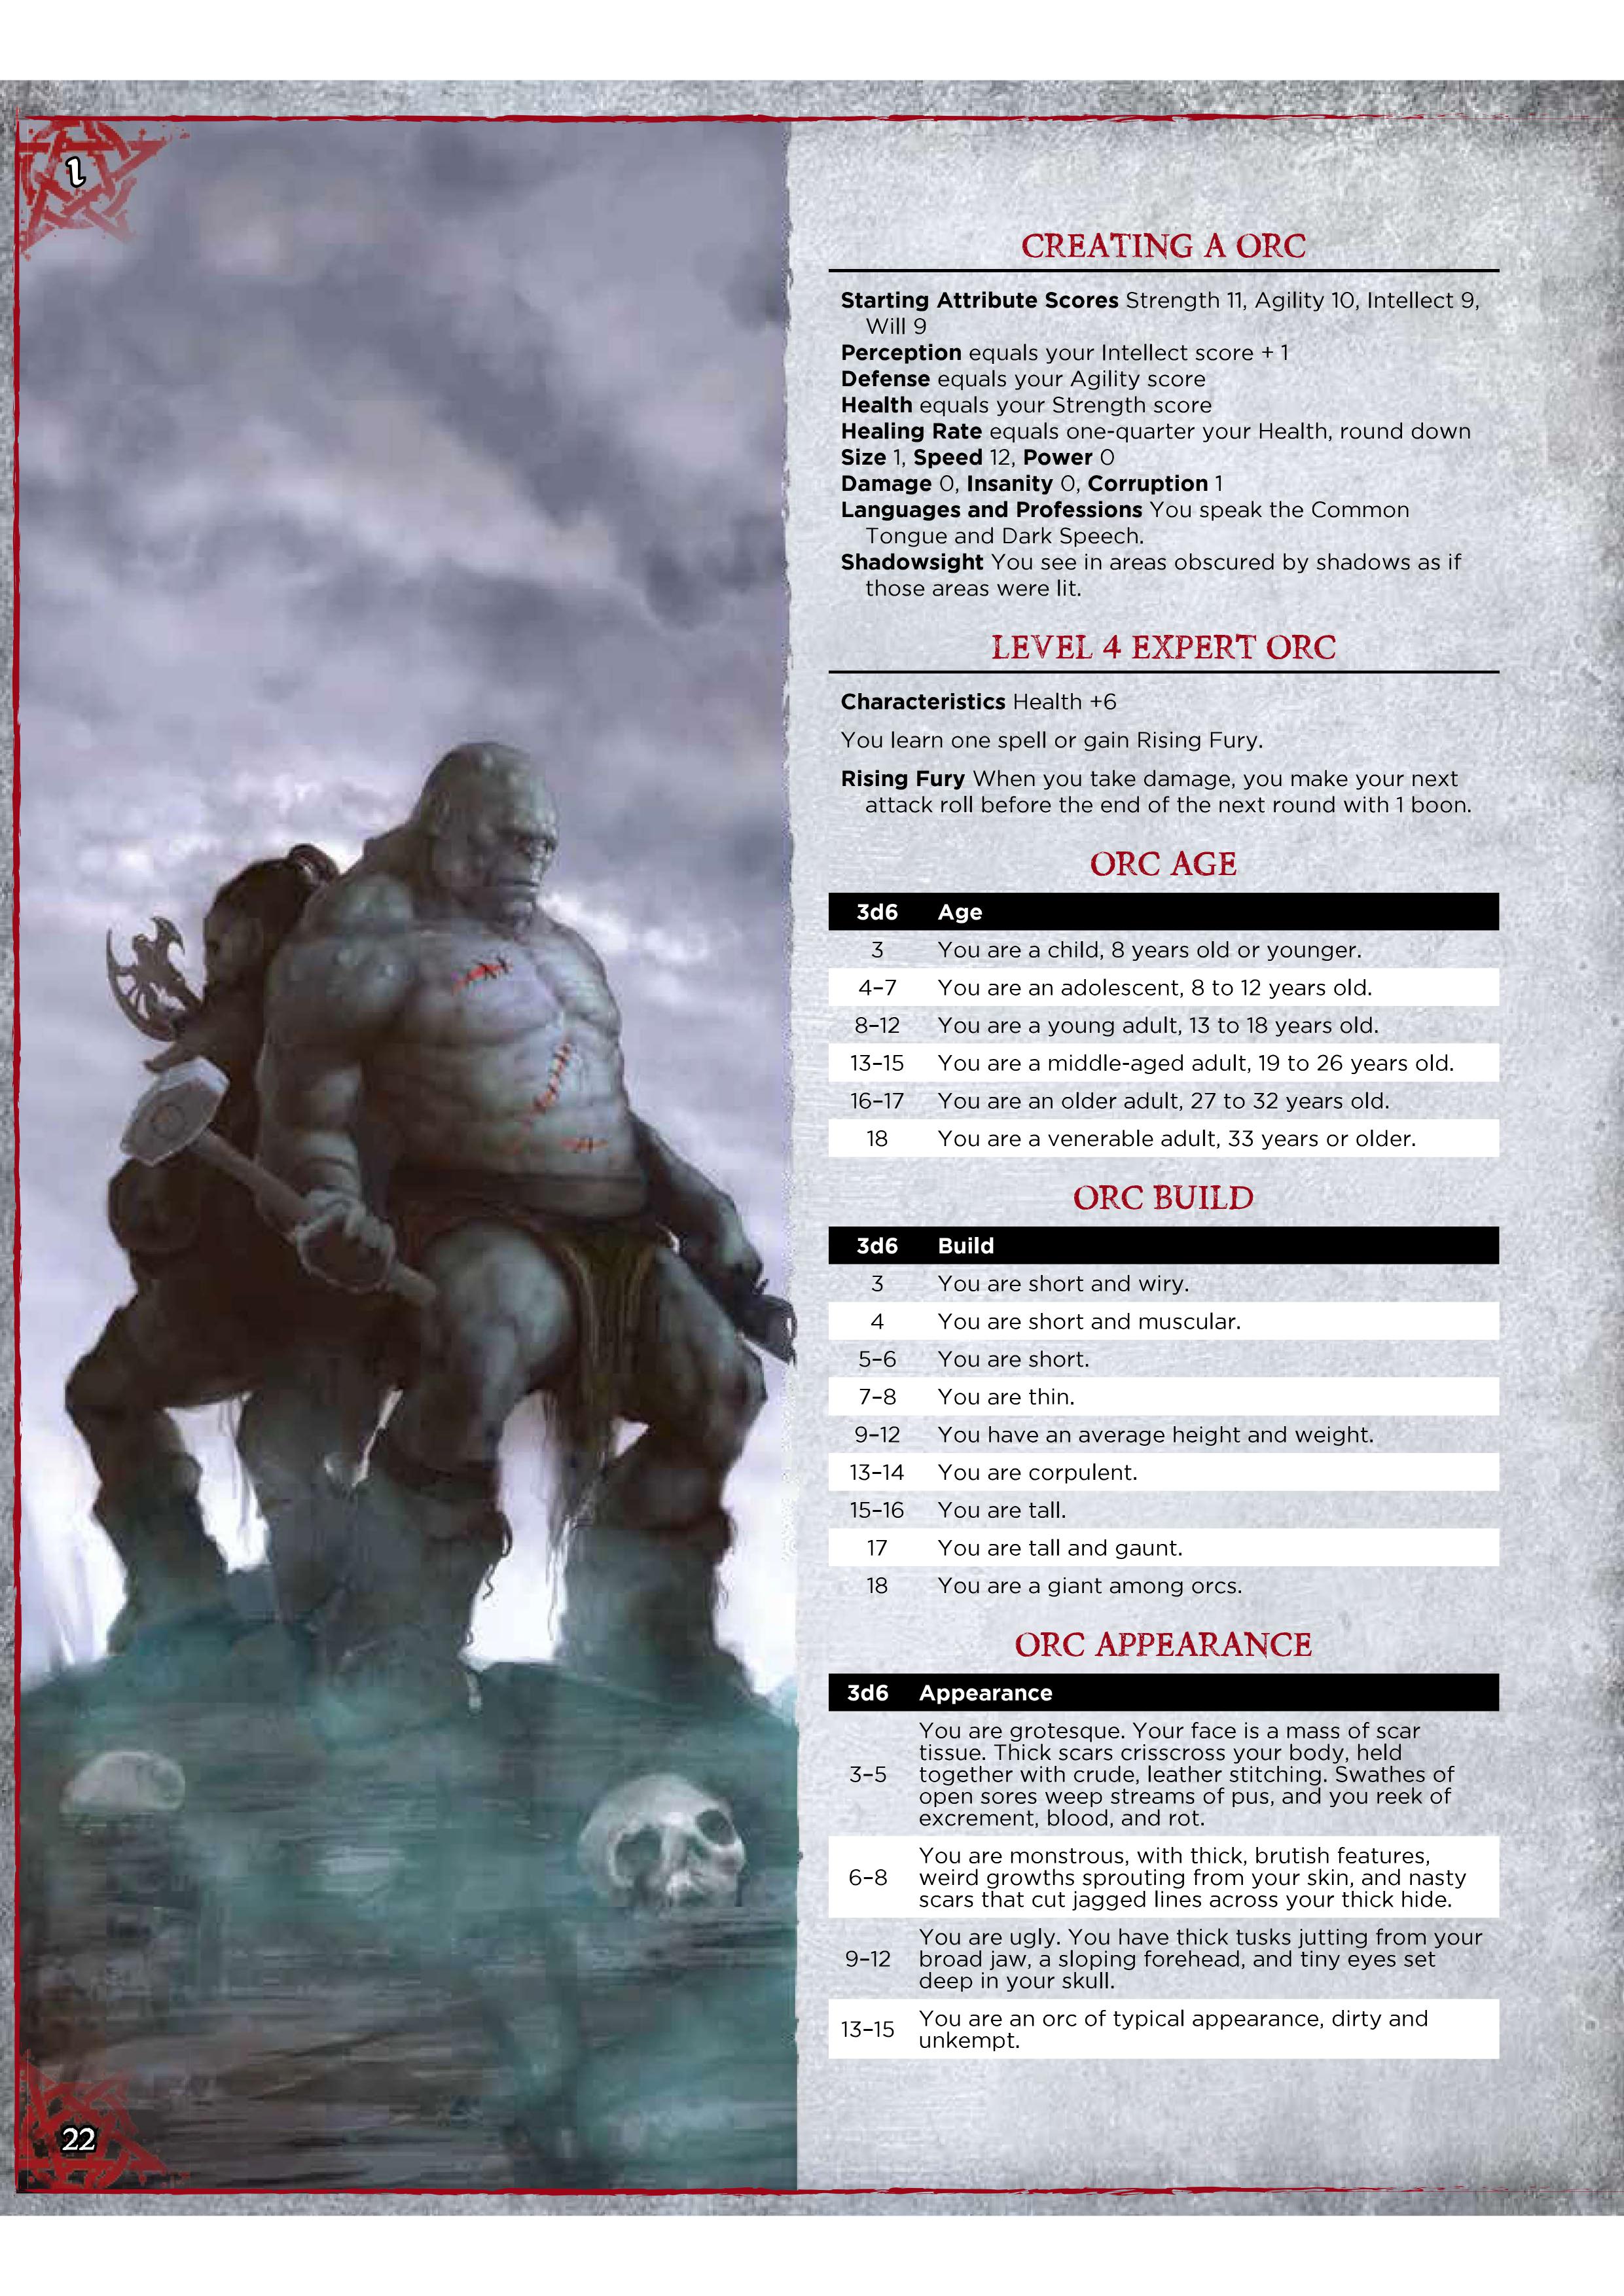 1
CREATING A ORC
Starting Attribute Scores Strength 11, Agility 10, Intellect 9,
Will 9
Perception equals your Intellect score + 1
Defense equals your Agility score
Health equals your Strength score
Healing Rate equals one-quarter your Health, round down
Size 1, Speed 12, Power 0
Damage 0, Insanity 0, Corruption 1
Languages and Professions You speak the Common
Tongue and Dark Speech.
Shadowsight You see in areas obscured by shadows as if
those areas were lit.
LEVEL 4 EXPERT ORC
Characteristics Health +6
You learn one spell or gain Rising Fury.
Rising Fury When you take damage, you make your next
attack roll before the end of the next round with 1 boon.
ORC AGE
3d6 Age
3 You are a child, 8 years old or younger.
4–7 You are an adolescent, 8 to 12 years old.
8–12 You are a young adult, 13 to 18 years old.
13–15 You are a middle-aged adult, 19 to 26 years old.
16–17 You are an older adult, 27 to 32 years old.
18 You are a venerable adult, 33 years or older.
ORC BUILD
3d6 Build
3 You are short and wiry.
4 You are short and muscular.
5–6 You are short.
7–8 You are thin.
9–12 You have an average height and weight.
13–14 You are corpulent.
15–16 You are tall.
17 You are tall and gaunt.
18 You are a giant among orcs.
ORC APPEARANCE
3d6 Appearance
You are grotesque. Your face is a mass of scar
tissue. Thick scars crisscross your body, held
3–5 together with crude, leather stitching. Swathes of
open sores weep streams of pus, and you reek of
excrement, blood, and rot.
You are monstrous, with thick, brutish features,
6–8 weird growths sprouting from your skin, and nasty
scars that cut jagged lines across your thick hide.
You are ugly. You have thick tusks jutting from your
9–12 broad jaw, a sloping forehead, and tiny eyes set
deep in your skull.
13–15 You are an orc of typical appearance, dirty and
unkempt.
22